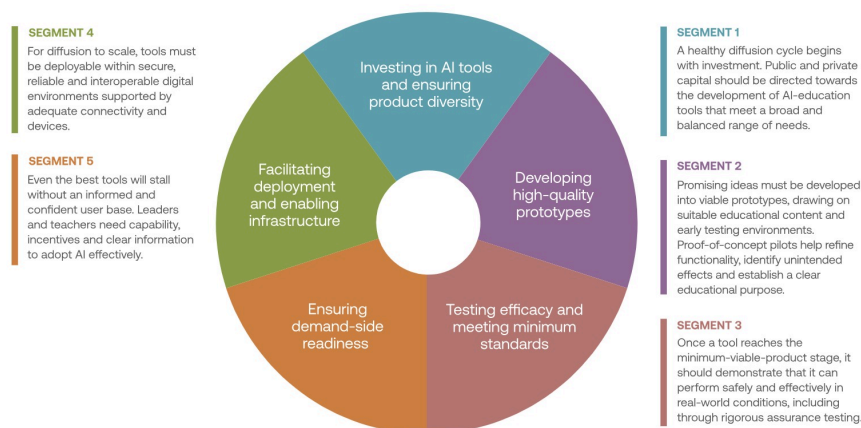 SEGMENT 4
For diffusion to scale, tools must
be deployable within secure,
reliable and interoperable digital
environments supported by
adequate connectivity and
devices.
SEGMENT 5
Even the best tools will stall
without an informed and
confident user base. Leaders
and teachers need capability,
incentives and clear information
to adopt AI effectively.
Investing in AI tools
and ensuring
product diversity
Developing
high-quality
prototypes
Testing efficacy and
meeting minimum
standards
Ensuring
demand-side
readiness
Facilitating
deployment
and enabling
infrastructure
SEGMENT 1
A healthy diffusion cycle begins
with investment. Public and private
capital should be directed towards
the development of AI-education
tools that meet a broad and
balanced range of needs.
SEGMENT 2
Promising ideas must be developed
into viable prototypes, drawing on
suitable educational content and
early testing environments.
Proof-of-concept pilots help refine
functionality, identify unintended
effects and establish a clear
educational purpose.
SEGMENT 3
Once a tool reaches the
minimum-viable-product stage, it
should demonstrate that it can
perform safely and effectively in
real-world conditions, including
through rigorous assurance testing.